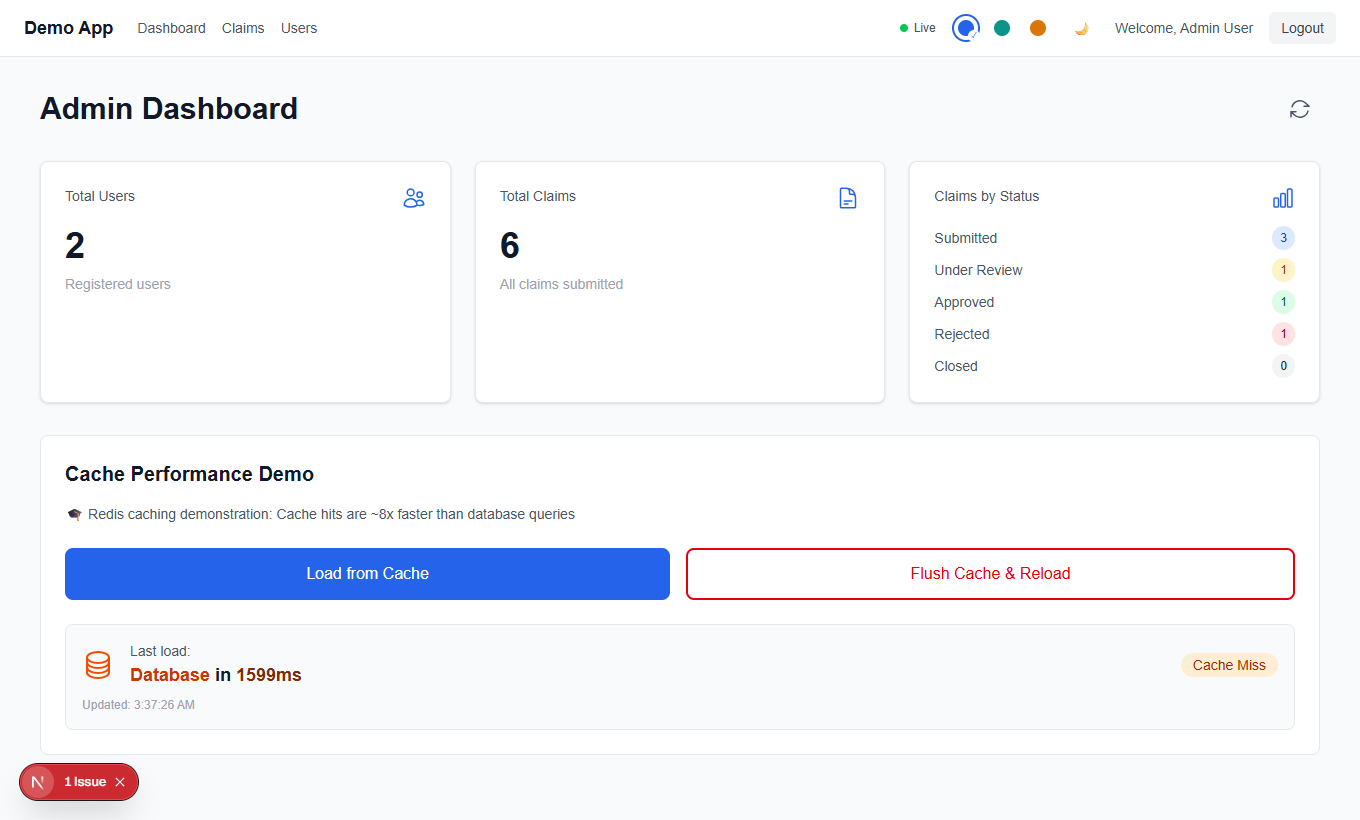 Demo App Dashboard Claims Users Live Welcome, Admin User Logout
Admin Dashboard
Total Users
2
Registered users
Total Claims
6
All claims submitted
Claims by Status
Submitted 3
Under Review 1
Approved 1
Rejected 1
Closed 0
Cache Performance Demo
Redis caching demonstration: Cache hits are ~8x faster than database queries
Load from Cache
Flush Cache & Reload
Last load:
Database in 1599ms
Cache Miss
Updated: 3:37:26 AM
N 1 Issue